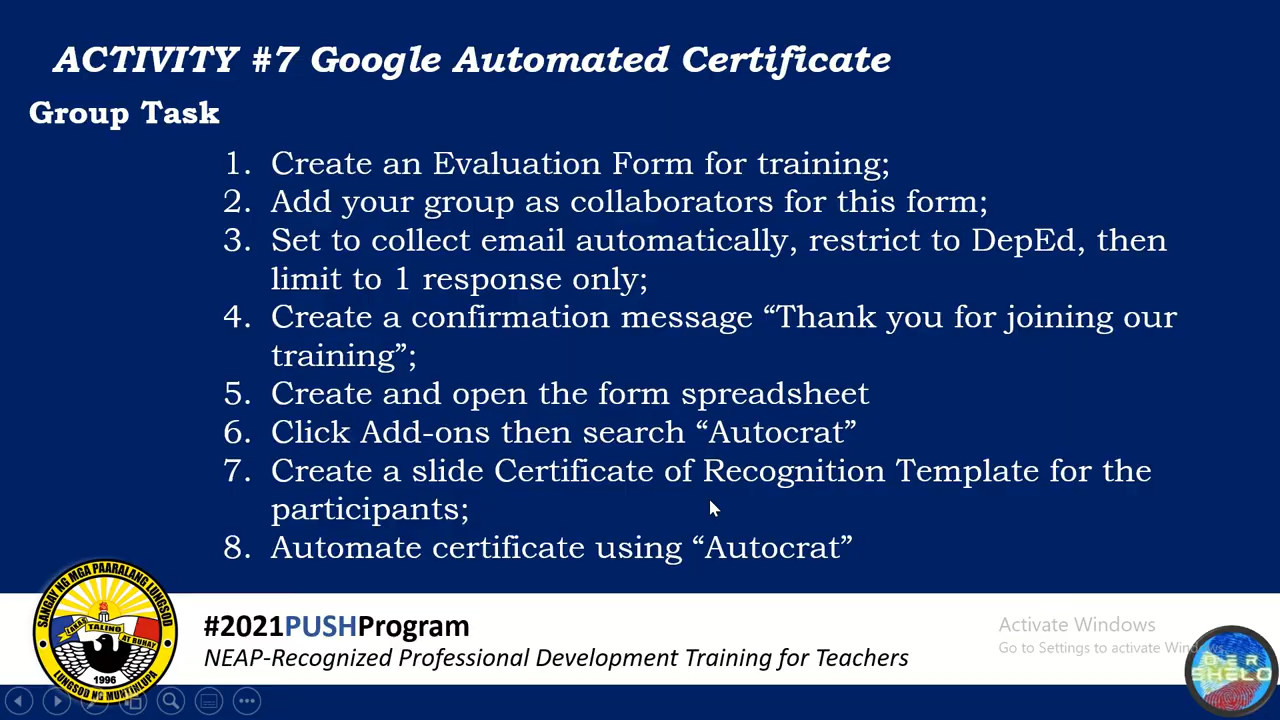 ACTIVITY #7 Google Automated Certificate
Group Task
1. Create an Evaluation Form for training;
2. Add your group as collaborators for this form;
3. Set to collect email automatically, restrict to DepEd, then
limit to 1 response only;
4. Create a confirmation message “Thank you for joining our
training”;
5. Create and open the form spreadsheet
6. Click Add-ons then search “Autocrat”
7. Create a slide Certificate of Recognition Template for the
participants;
8. Automate certificate using “Autocrat”
SANGAY NG MGA PAARALANG LUNGSOD
TALINO
AT BUHAY
1996
LUNGSOD NG MUNTINLUPA
#2021PUSHProgram
NEAP-Recognized Professional Development Training for Teachers
Activate Windows
Go to Settings to activate